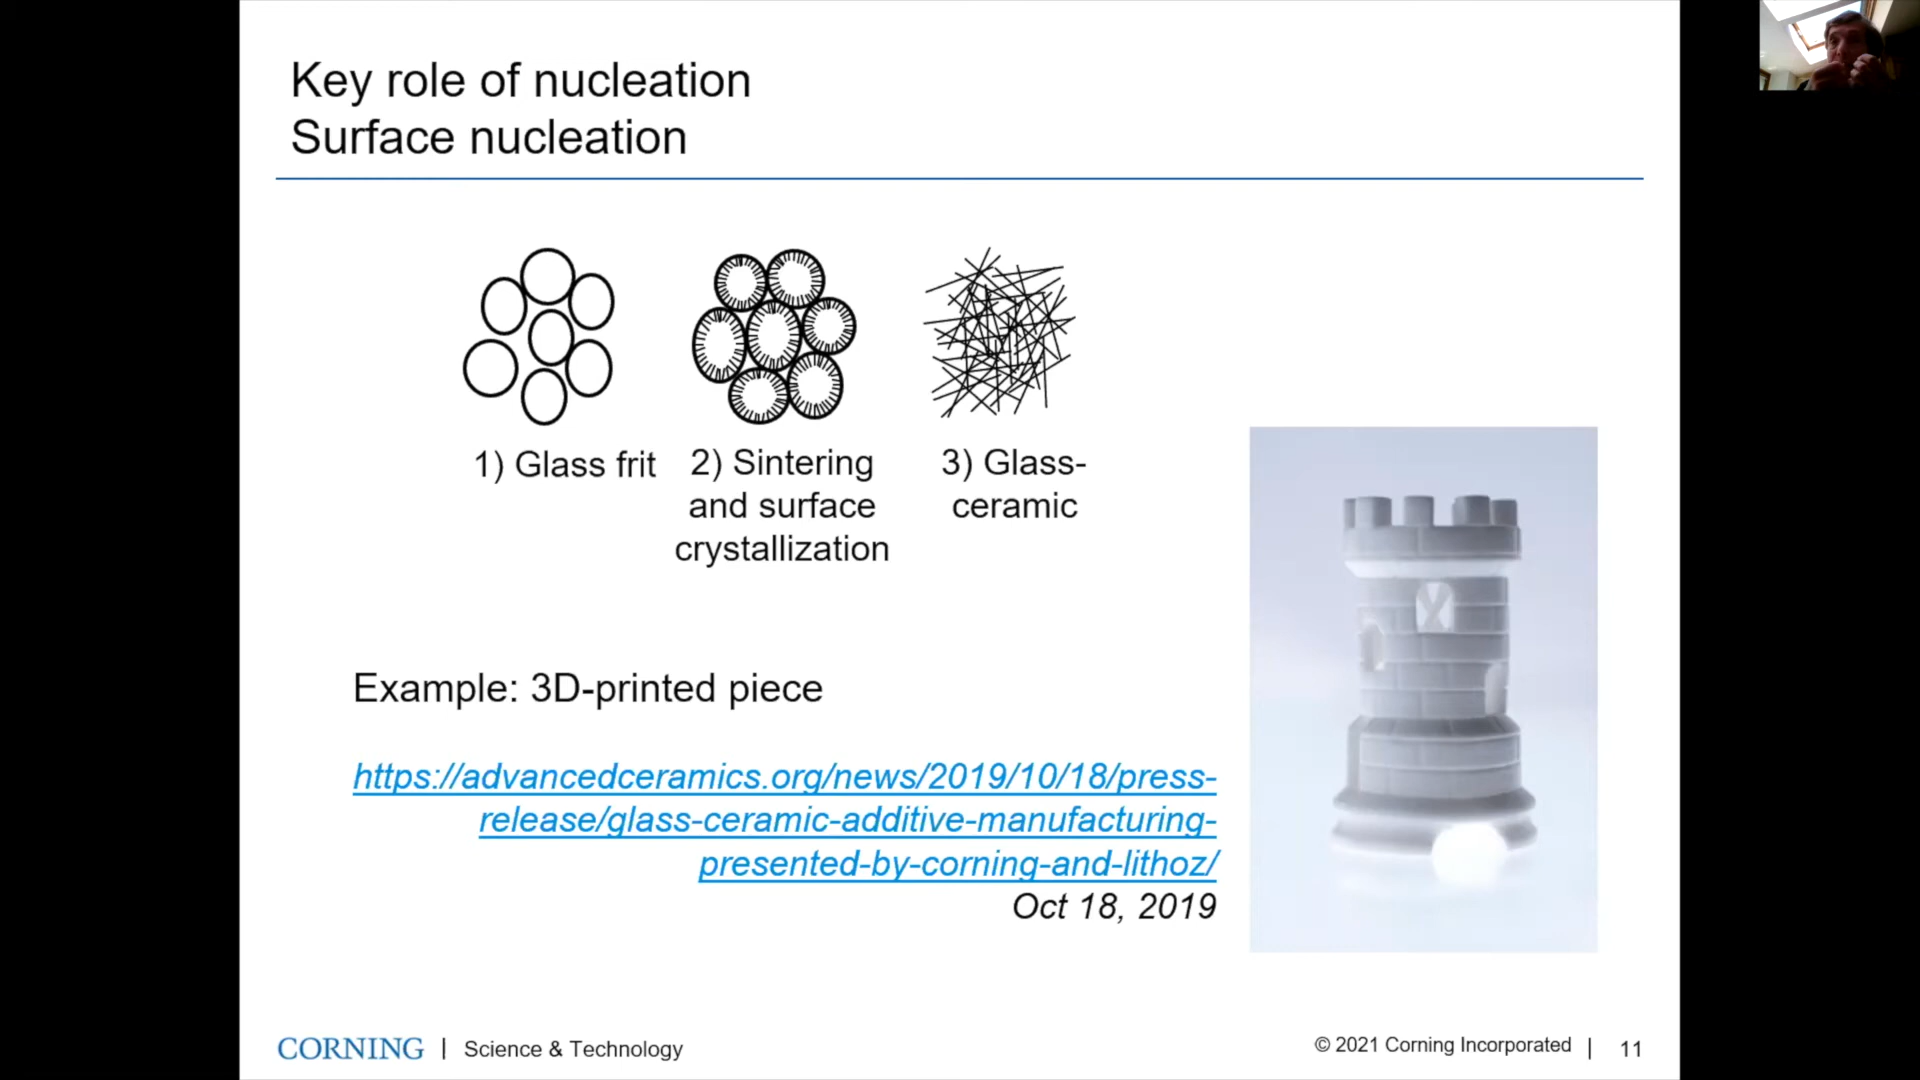 Key role of nucleation
Surface nucleation
1) Glass frit
2) Sintering
and surface
crystallization
3) Glass-
ceramic
Example: 3D-printed piece
https://advancedceramics.org/news/2019/10/18/press-
release/glass-ceramic-additive-manufacturing-
presented-by-corning-and-lithoz/
Oct 18, 2019
CORNING | Science & Technology
© 2021 Corning Incorporated | 11